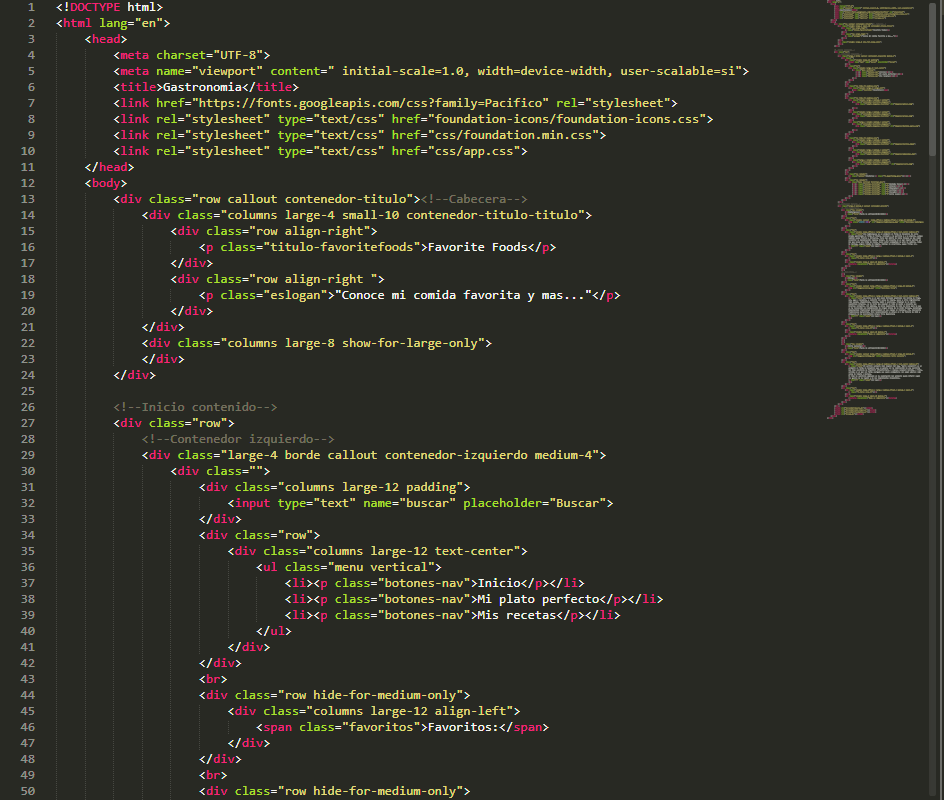 1 <!DOCTYPE html>
2 <html lang="en">
3 <head>
4 <meta charset="UTF-8">
5 <meta name="viewport" content=" initial-scale=1.0, width=device-width, user-scalable=si">
6 <title>Gastronomia</title>
7 <link href="https://fonts.googleapis.com/css?family=Pacifico" rel="stylesheet">
8 <link rel="stylesheet" type="text/css" href="foundation-icons/foundation-icons.css">
9 <link rel="stylesheet" type="text/css" href="css/foundation.min.css">
10 <link rel="stylesheet" type="text/css" href="css/app.css">
11 </head>
12 <body>
13 <div class="row callout contenedor-titulo"><!--Cabecera-->
14 <div class="columns large-4 small-10 contenedor-titulo-titulo">
15 <div class="row align-right">
16 <p class="titulo-favoritefoods">Favorite Foods</p>
17 </div>
18 <div class="row align-right ">
19 <p class="eslogan">"Conoce mi comida favorita y mas..."</p>
20 </div>
21 </div>
22 <div class="columns large-8 show-for-large-only">
23 </div>
24 </div>
25
26 <!--Inicio contenido-->
27 <div class="row">
28 <!--Contenedor izquierdo-->
29 <div class="large-4 borde callout contenedor-izquierdo medium-4">
30 <div class="">
31 <div class="columns large-12 padding">
32 <input type="text" name="buscar" placeholder="Buscar">
33 </div>
34 <div class="row">
35 <div class="columns large-12 text-center">
36 <ul class="menu vertical">
37 <li><p class="botones-nav">Inicio</p></li>
38 <li><p class="botones-nav">Mi plato perfecto</p></li>
39 <li><p class="botones-nav">Mis recetas</p></li>
40 </ul>
41 </div>
42 </div>
43 <br>
44 <div class="row hide-for-medium-only">
45 <div class="columns large-12 align-left">
46 <span class="favoritos">Favoritos:</span>
47 </div>
48 </div>
49 <br>
50 <div class="row hide-for-medium-only">